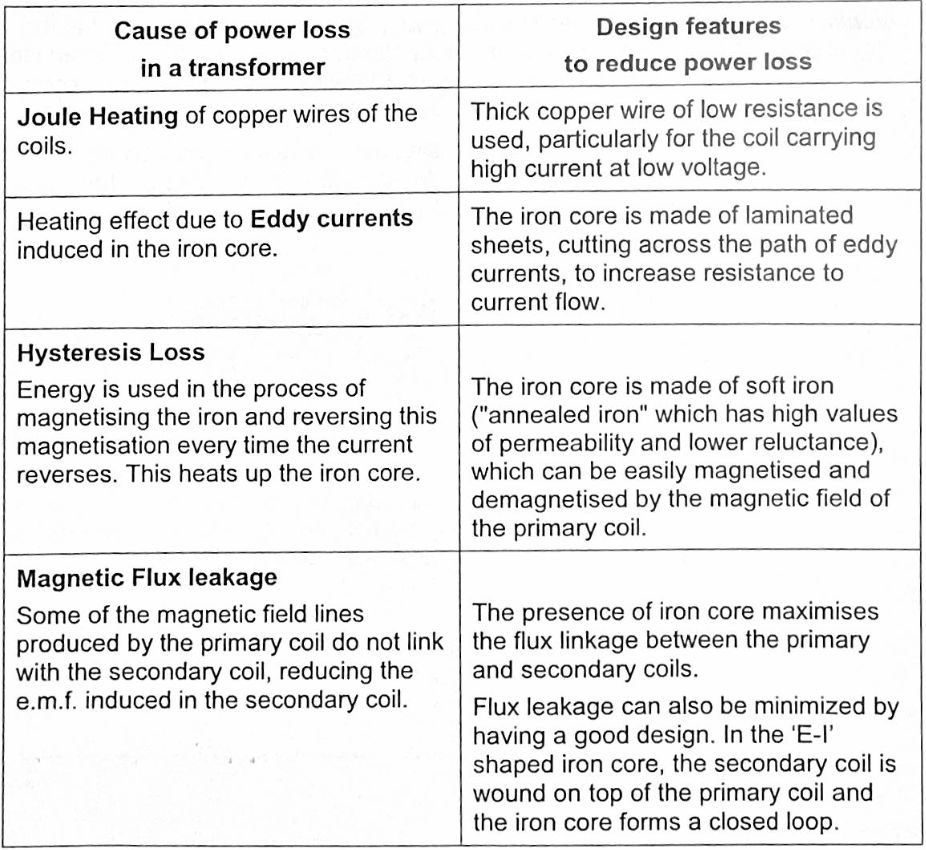 Cause of power loss
in a transformer
Design features
to reduce power loss
Joule Heating of copper wires of the
coils.
Thick copper wire of low resistance is
used, particularly for the coil carrying
high current at low voltage.
Heating effect due to Eddy currents
induced in the iron core.
The iron core is made of laminated
sheets, cutting across the path of eddy
currents, to increase resistance to
current flow.
Hysteresis Loss
Energy is used in the process of
magnetising the iron and reversing this
magnetisation every time the current
reverses. This heats up the iron core.
The iron core is made of soft iron
("annealed iron" which has high values
of permeability and lower reluctance),
which can be easily magnetised and
demagnetised by the magnetic field of
the primary coil.
Magnetic Flux leakage
Some of the magnetic field lines
produced by the primary coil do not link
with the secondary coil, reducing the
e.m.f. induced in the secondary coil.
The presence of iron core maximises
the flux linkage between the primary
and secondary coils.
Flux leakage can also be minimized by
having a good design. In the ‘E-I’
shaped iron core, the secondary coil is
wound on top of the primary coil and
the iron core forms a closed loop.